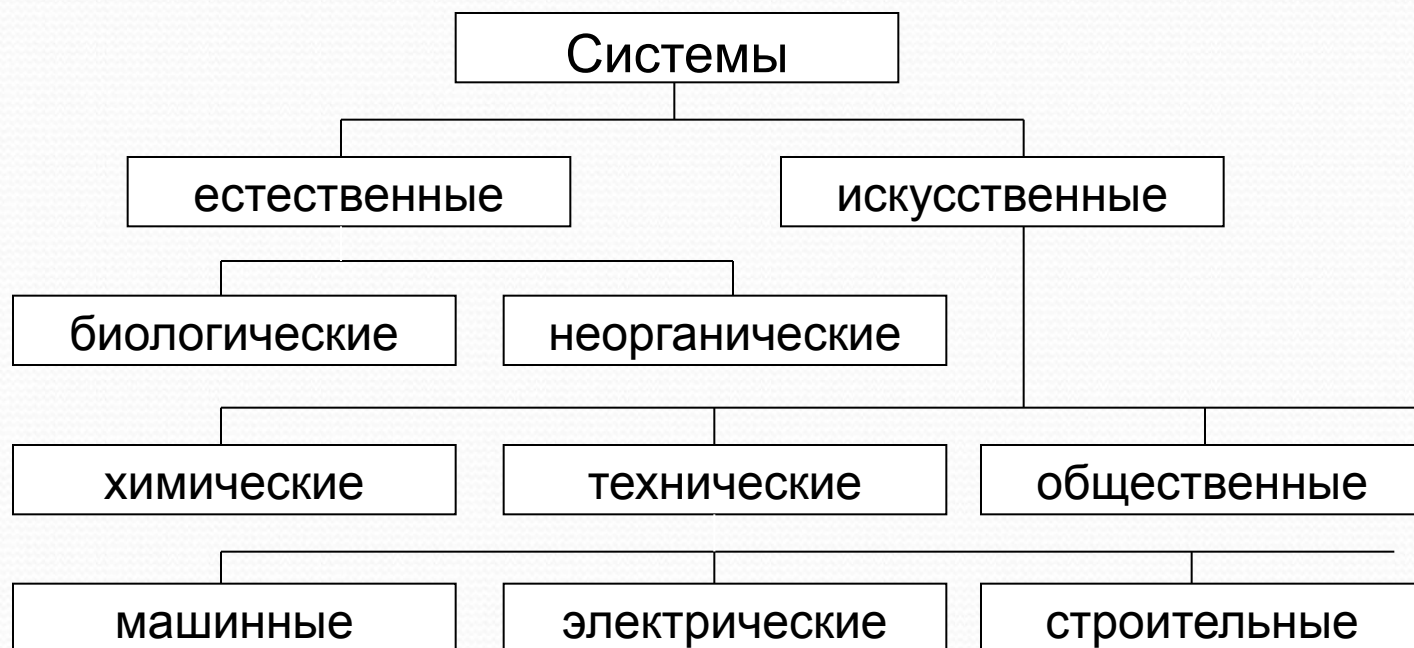 Системы
естественные
искусственные
биологические
неорганические
химические
технические
общественные
машинные
электрические
строительные